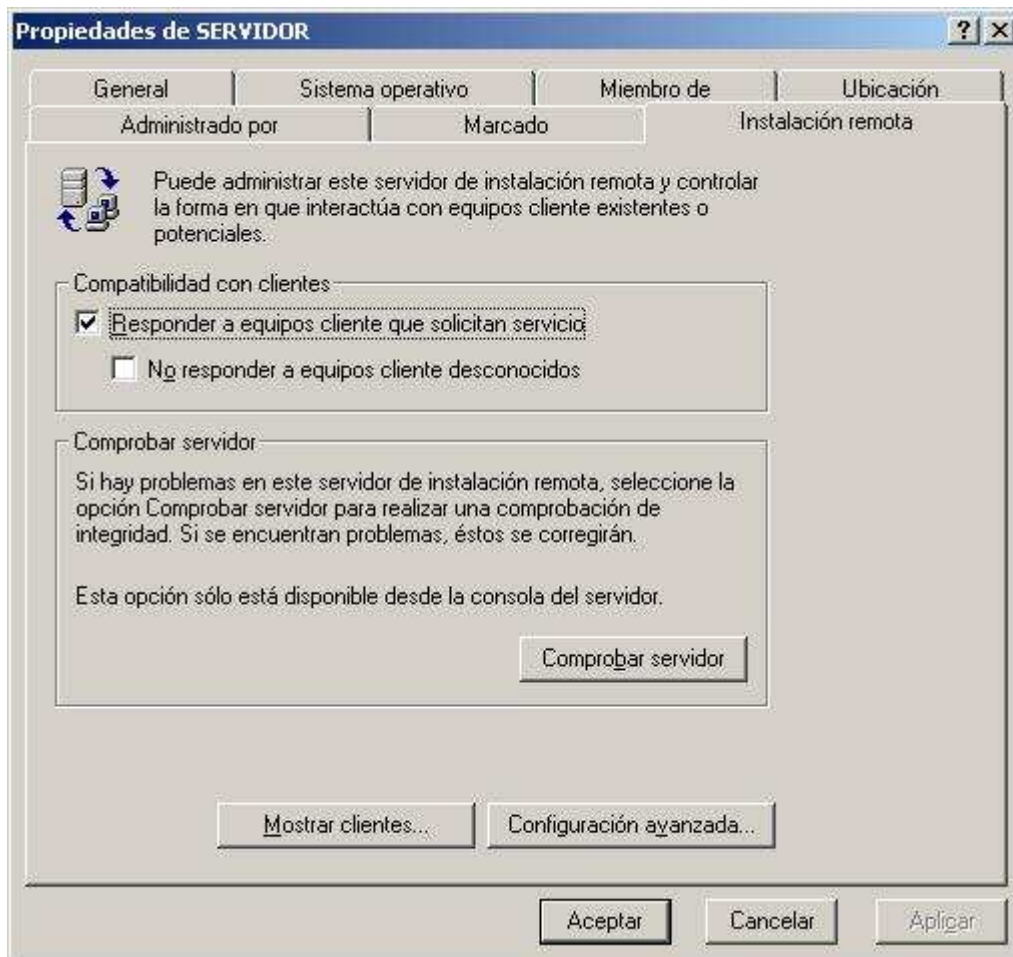 Propiedades de SERVIDOR
General Sistema operativo Miembro de Ubicación
Administrado por Marcado Instalación remota
Puede administrar este servidor de instalación remota y controlar
la forma en que interactúa con equipos cliente existentes o
potenciales.
Compatibilidad con clientes
Responder a equipos cliente que solicitan servicio
No responder a equipos cliente desconocidos
Comprobar servidor
Si hay problemas en este servidor de instalación remota, seleccione la
opción Comprobar servidor para realizar una comprobación de
integridad. Si se encuentran problemas, éstos se corregirán.
Esta opción sólo está disponible desde la consola del servidor.
Comprobar servidor
Mostrar clientes... Configuración avanzada...
Aceptar Cancelar Aplicar